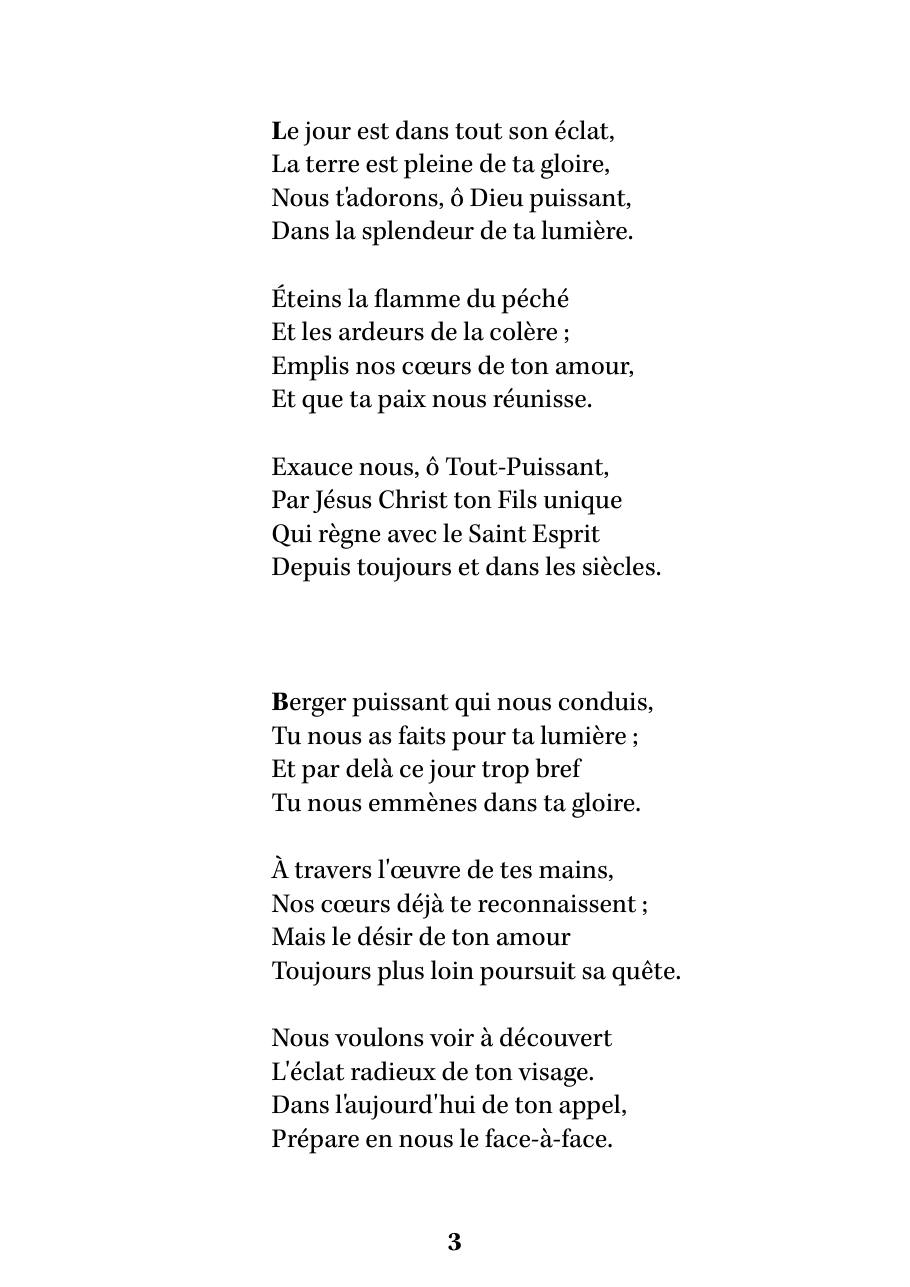 Le jour est dans tout son éclat,
La terre est pleine de ta gloire,
Nous t'adorons, ô Dieu puissant,
Dans la splendeur de ta lumière.

Éteins la flamme du péché
Et les ardeurs de la colère ;
Emplis nos cœurs de ton amour,
Et que ta paix nous réunisse.

Exauce nous, ô Tout-Puissant,
Par Jésus Christ ton Fils unique
Qui règne avec le Saint Esprit
Depuis toujours et dans les siècles.

Berger puissant qui nous conduis,
Tu nous as faits pour ta lumière ;
Et par delà ce jour trop bref
Tu nous emmènes dans ta gloire.

À travers l'œuvre de tes mains,
Nos cœurs déjà te reconnaissent ;
Mais le désir de ton amour
Toujours plus loin poursuit sa quête.

Nous voulons voir à découvert
L'éclat radieux de ton visage.
Dans l'aujourd'hui de ton appel,
Prépare en nous le face-à-face.

3